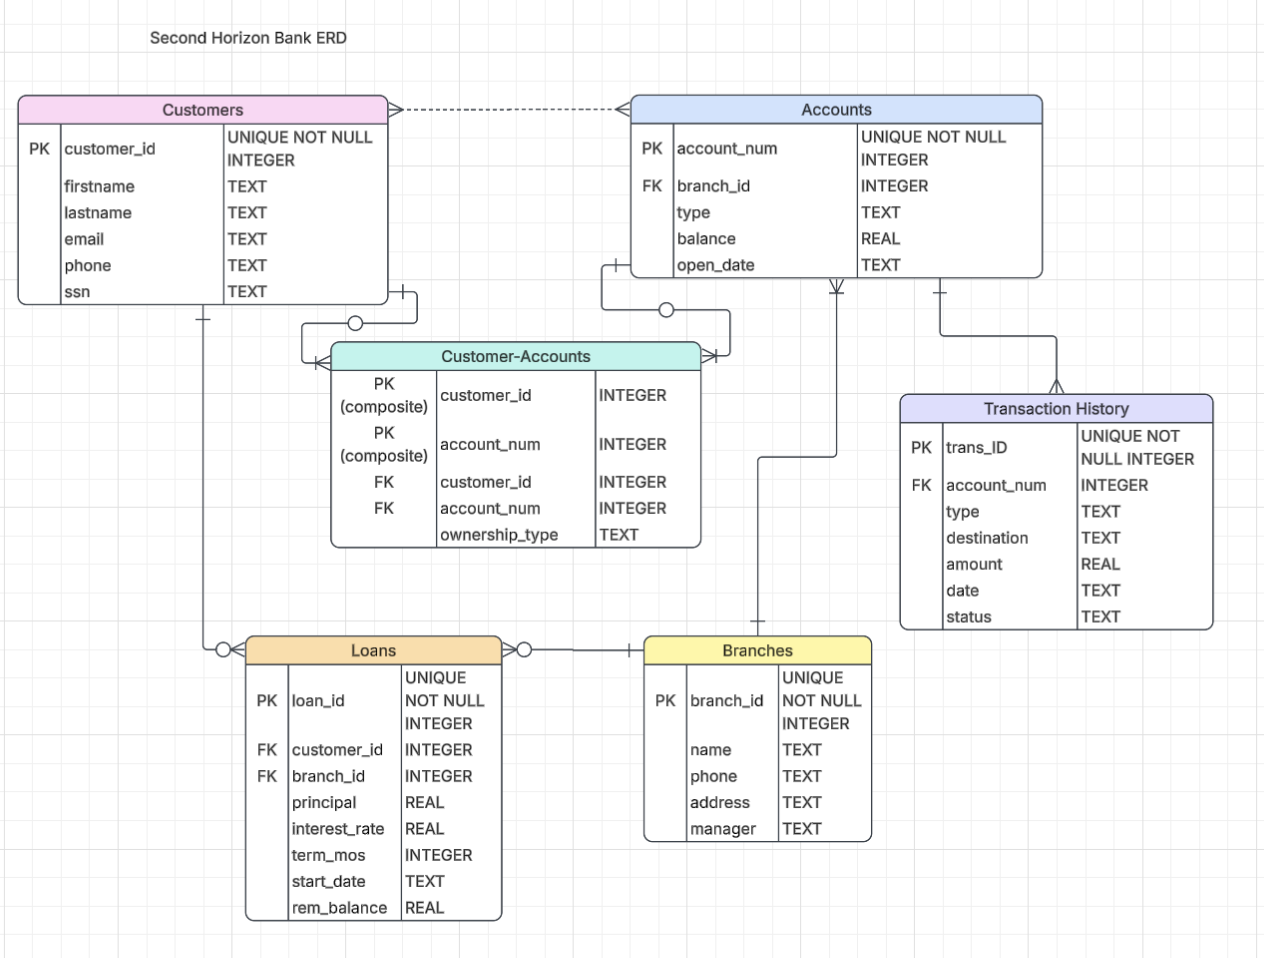 Second Horizon Bank ERD
Customers
PK customer_id UNIQUE NOT NULL INTEGER
firstname TEXT
lastname TEXT
email TEXT
phone TEXT
ssn TEXT
Accounts
PK account_num UNIQUE NOT NULL INTEGER
FK branch_id INTEGER
type TEXT
balance REAL
open_date TEXT
Customer-Accounts
PK (composite) customer_id INTEGER
PK (composite) account_num INTEGER
FK customer_id INTEGER
FK account_num INTEGER
ownership_type TEXT
Transaction History
PK trans_ID UNIQUE NOT NULL INTEGER
FK account_num INTEGER
type TEXT
destination TEXT
amount REAL
date TEXT
status TEXT
Loans
PK loan_id UNIQUE NOT NULL INTEGER
FK customer_id INTEGER
FK branch_id INTEGER
principal REAL
interest_rate REAL
term_mos INTEGER
start_date TEXT
rem_balance REAL
Branches
PK branch_id UNIQUE NOT NULL INTEGER
name TEXT
phone TEXT
address TEXT
manager TEXT